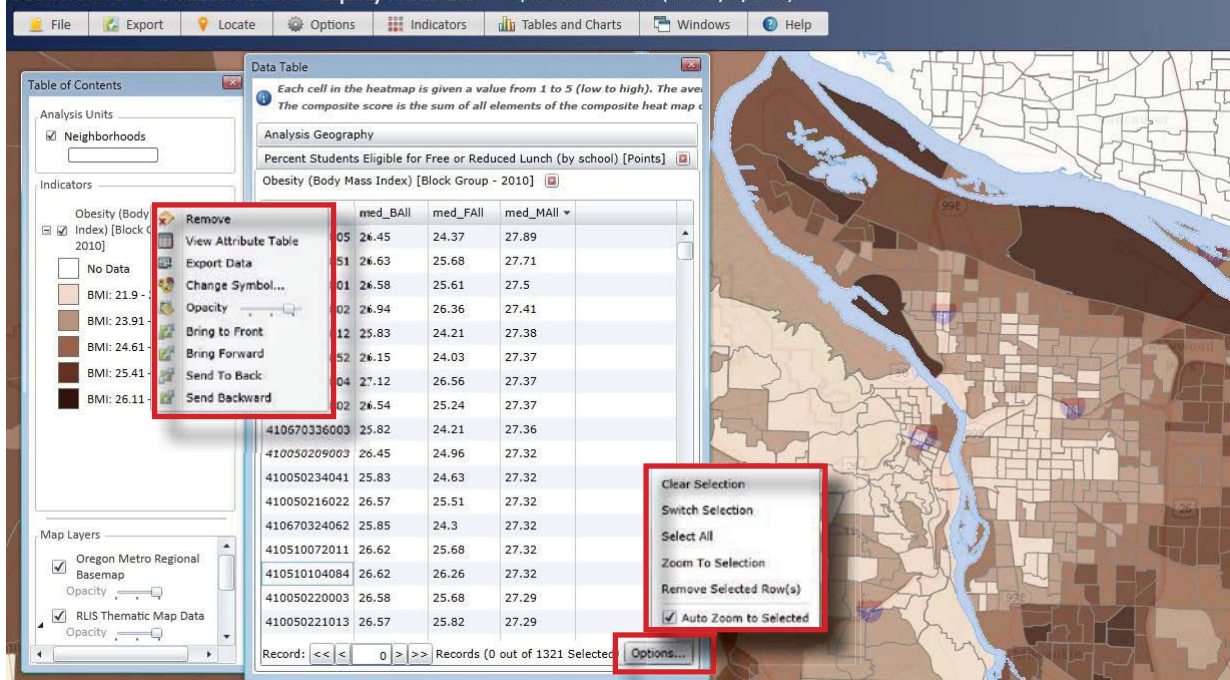 File Export Locate Options Indicators Tables and Charts Windows Help
Table of Contents
Analysis Units
Neighborhoods
Indicators
Obesity (Body
Index) [Block
2010]
No Data
BMI: 21.9 -
BMI: 23.91 -
BMI: 24.61 -
BMI: 25.41 -
BMI: 26.11 -
Remove
View Attribute Table
Export Data
Change Symbol...
Opacity
Bring to Front
Bring Forward
Send To Back
Send Backward
Map Layers
Oregon Metro Regional
Basemap
Opacity
RLIS Thematic Map Data
Opacity
Data Table
Each cell in the heatmap is given a value from 1 to 5 (low to high). The
The composite score is the sum of all elements of the composite heat map
Analysis Geography
Percent Students Eligible for Free or Reduced Lunch (by school) [Points]
Obesity (Body Mass Index) [Block Group - 2010]
med_BAll med_FAll med_MAll
05 26.45 24.37 27.89
51 26.63 25.68 27.71
01 26.58 25.61 27.5
02 26.94 26.36 27.41
12 25.83 24.21 27.38
52 26.15 24.03 27.37
04 27.12 26.56 27.37
02 26.54 25.24 27.37
410670336003 25.82 24.21 27.36
410050209003 26.45 24.96 27.32
410050234041 25.83 24.63 27.32
410050216022 26.57 25.51 27.32
410670324062 25.85 24.3 27.32
410510072011 26.62 25.68 27.32
410510104084 26.62 26.26 27.32
410050220003 26.58 25.68 27.29
410050221013 26.57 25.82 27.29
Record: << < 0 > >> Records (0 out of 1321 Selected) Options...
Clear Selection
Switch Selection
Select All
Zoom To Selection
Remove Selected Row(s)
Auto Zoom to Selected
99E
26